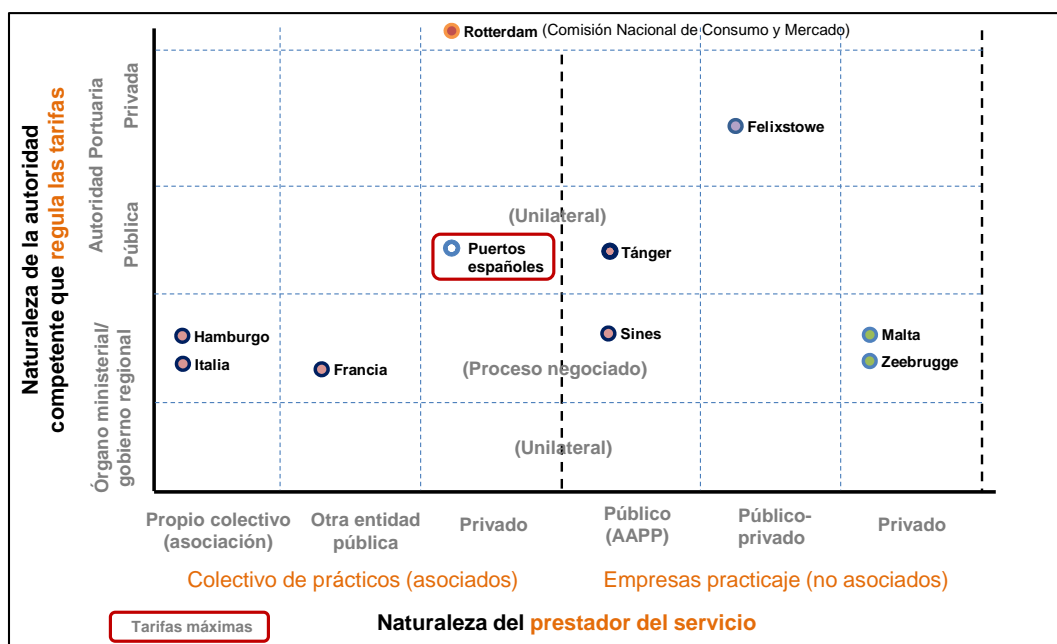 Rotterdam (Comisión Nacional de Consumo y Mercado)
Naturaleza de la autoridad
competente que regula las tarifas
Autoridad Portuaria
Privada
Pública
Órgano ministerial/
gobierno regional
Felixstowe
(Unilateral)
Puertos
españoles
Tánger
Hamburgo
Italia
Francia
Sines
(Proceso negociado)
Malta
Zeebrugge
(Unilateral)
Propio colectivo
(asociación)
Otra entidad
pública
Privado
Público
(AAPP)
Público-
privado
Privado
Colectivo de prácticos (asociados)
Empresas practicaje (no asociados)
Naturaleza del prestador del servicio
Tarifas máximas